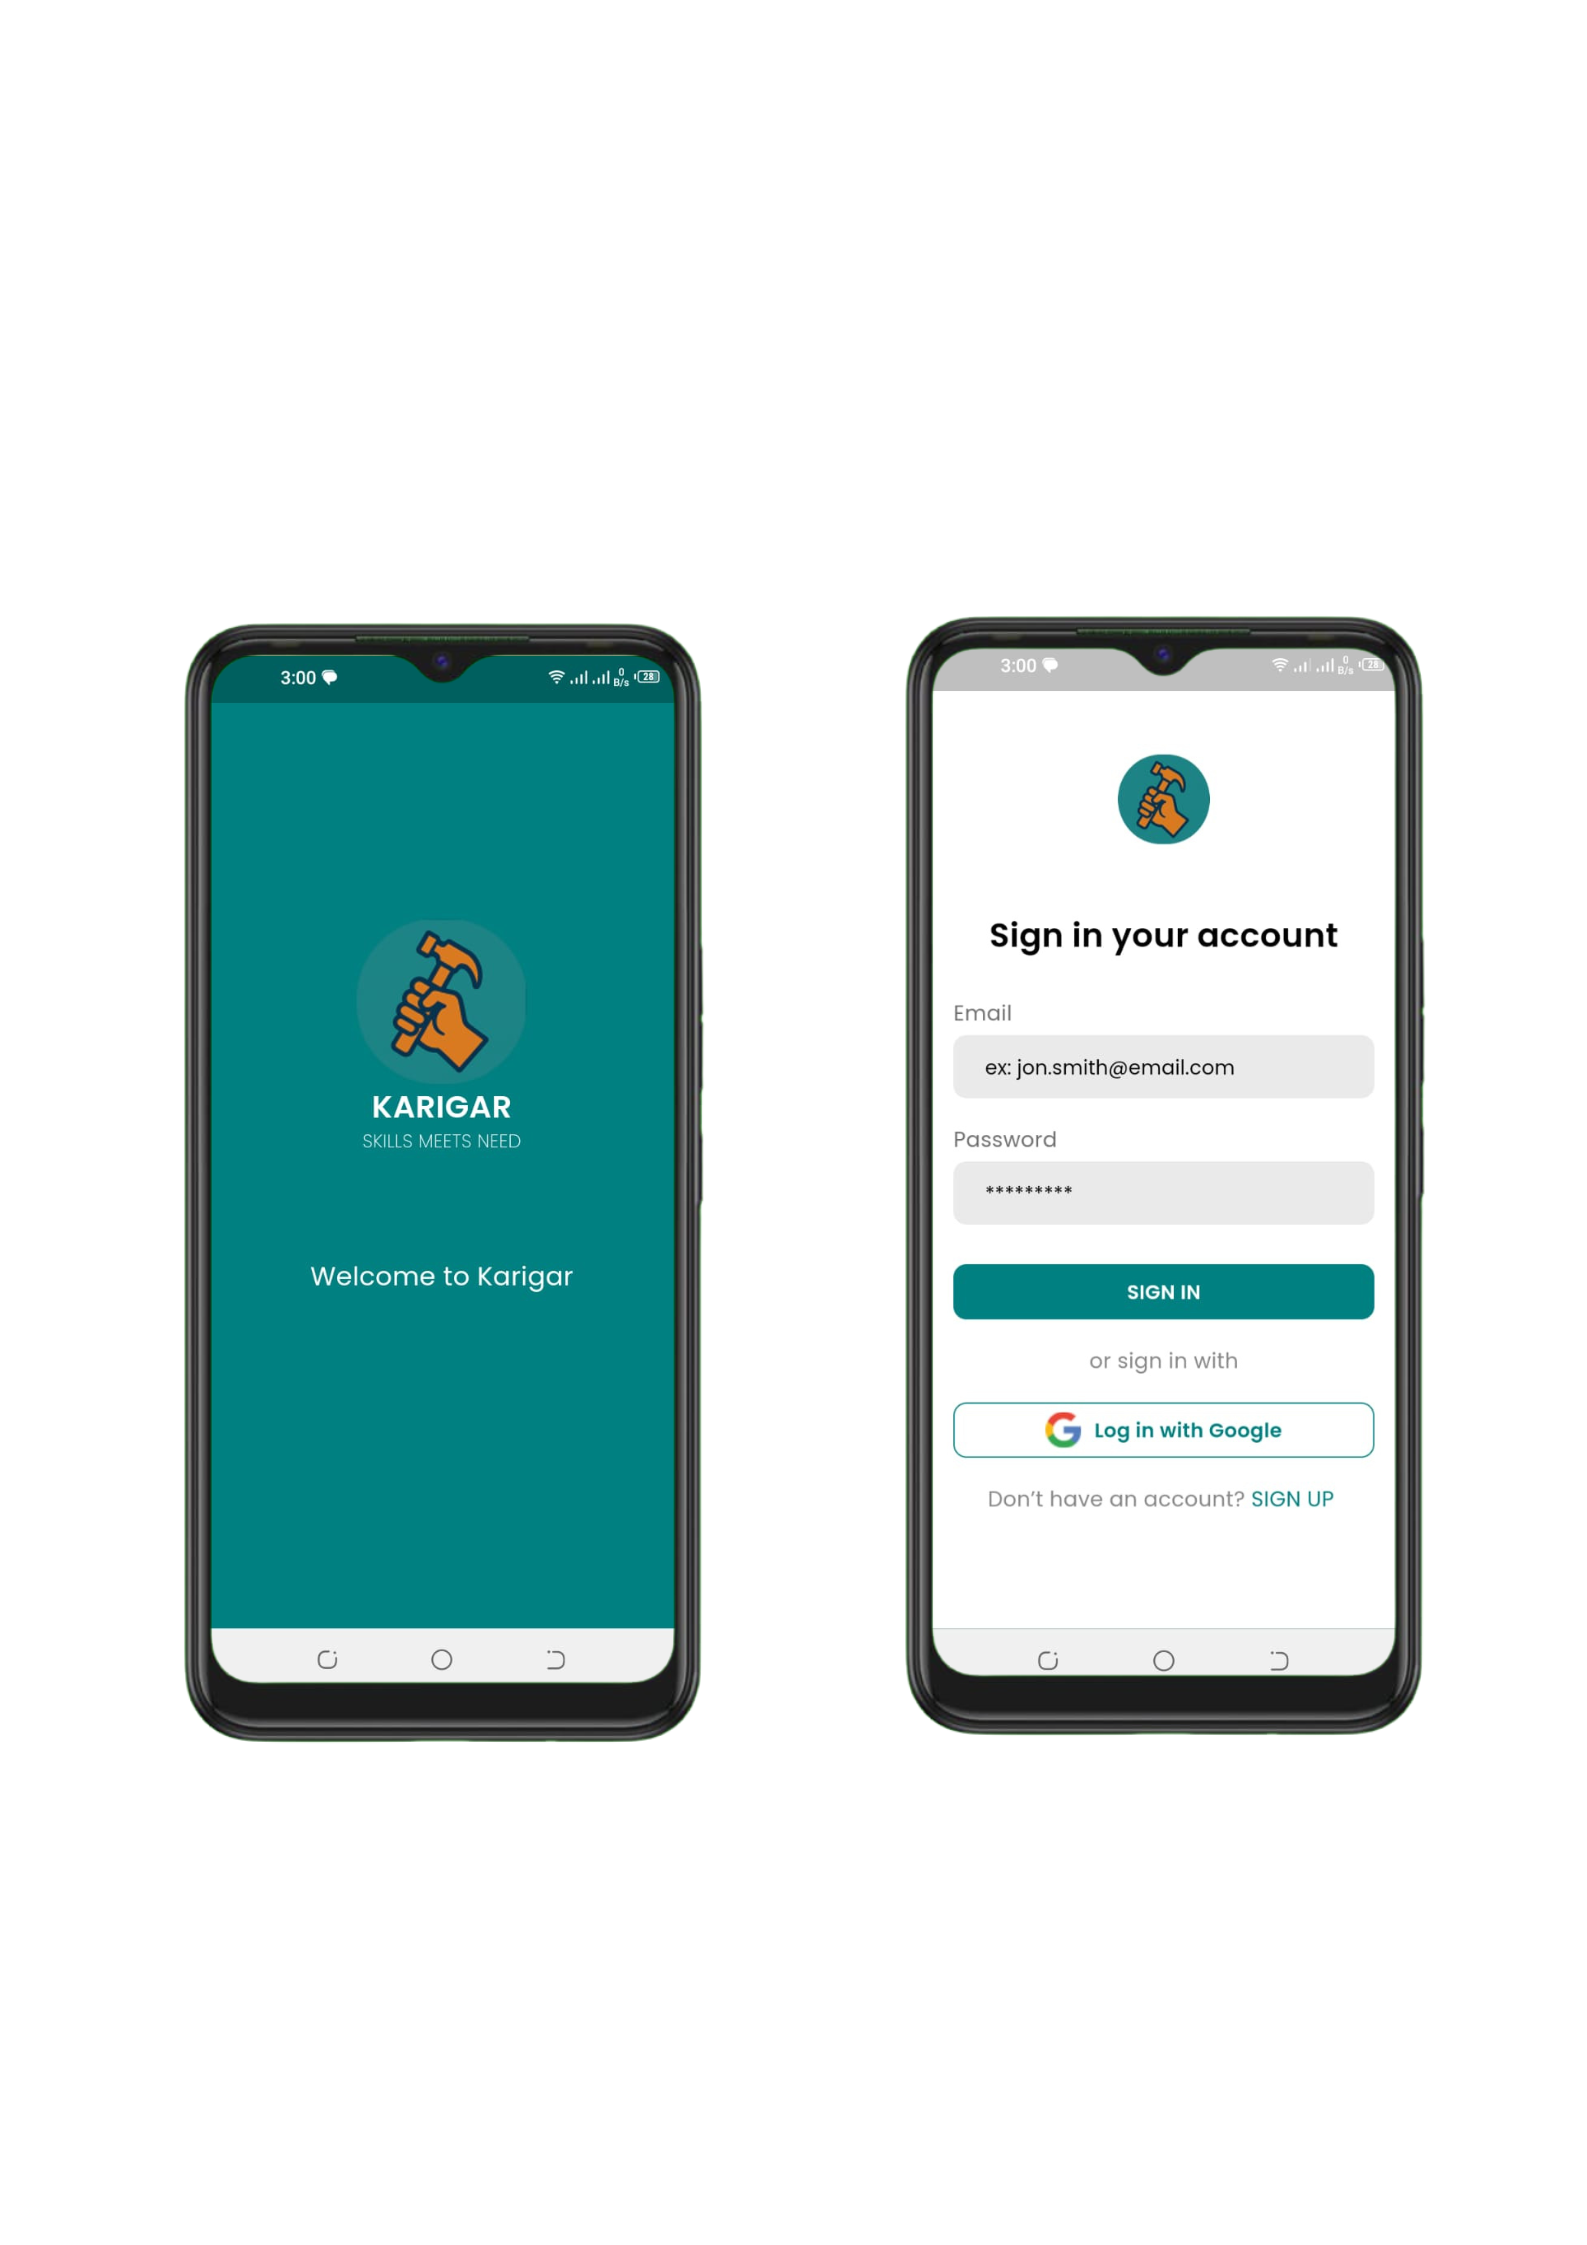 3:00
0
B/s
28
KARIGAR
SKILLS MEETS NEED
Welcome to Karigar
3:00
0
B/s
28
Sign in your account
Email
ex: jon.smith@email.com
Password
*********
SIGN IN
or sign in with
G Log in with Google
Don’t have an account? SIGN UP